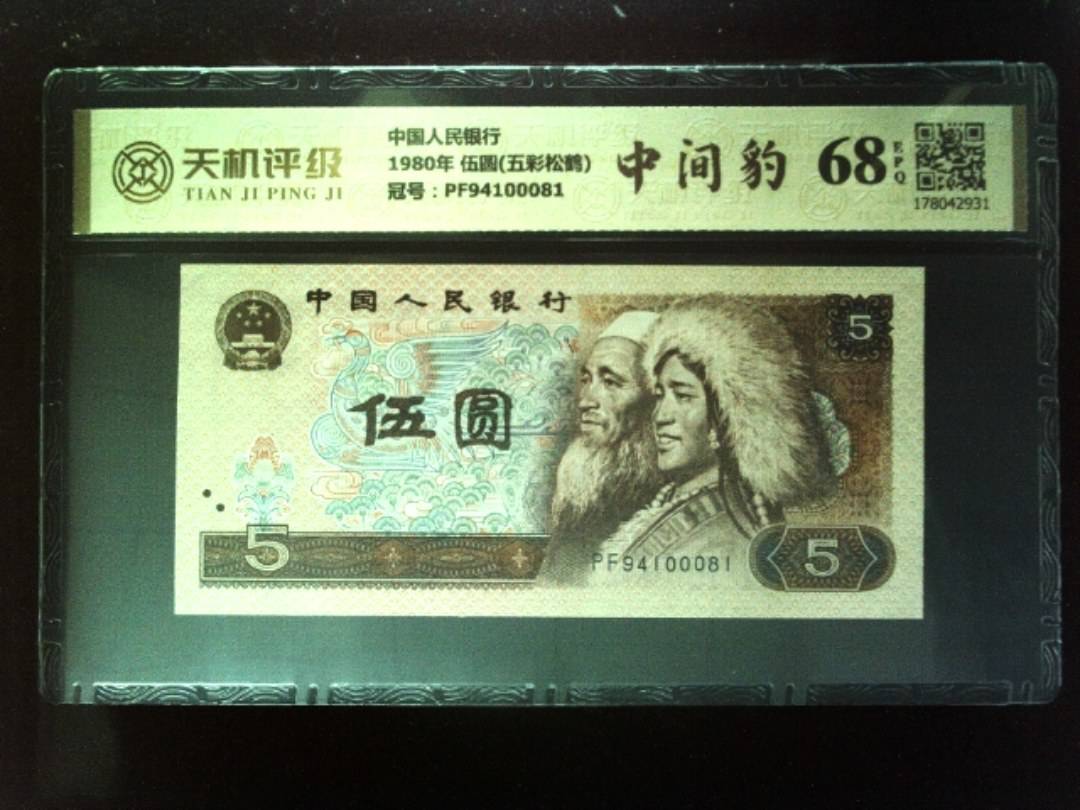 天机评级
TIAN JI PING JI
中国人民银行
1980年 伍圆(五彩松鹤)
冠号：PF94100081
中间豹
68
EPQ
178042931
中国人民银行
5
伍圆
5
PF94100081
5